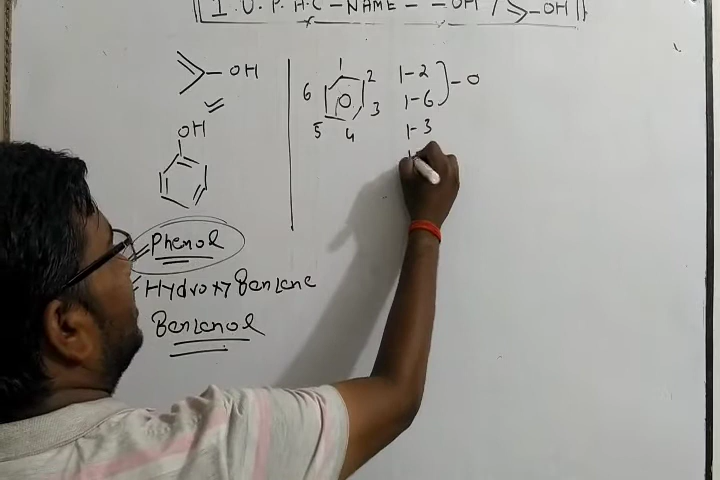 I.U.P.A.C – NAME – – OH / – OH
– OH
OH
Phenol
Hydroxy Benzene
Benzenol
1
2
3
4
5
6
1-2
1-6
– O
1-3